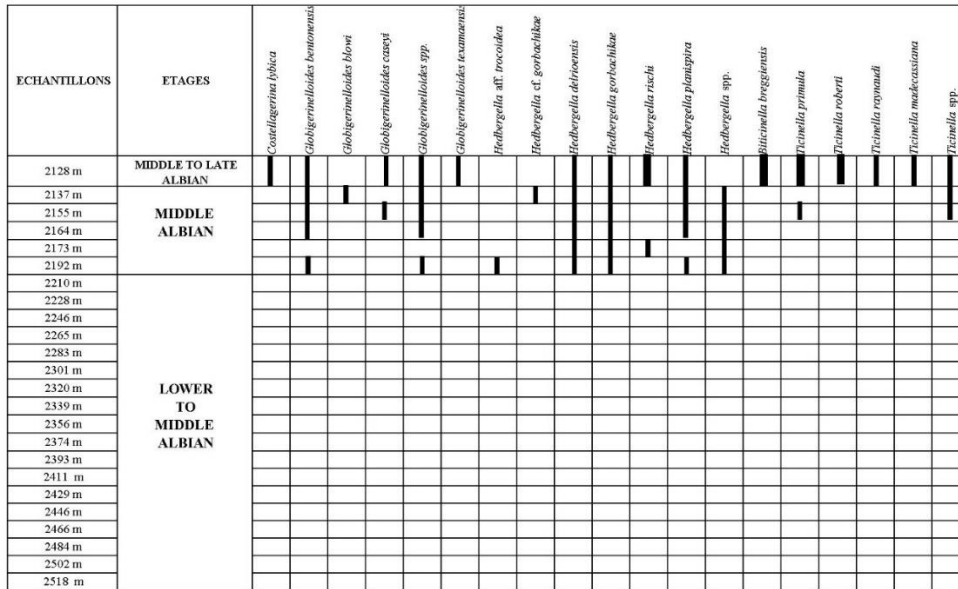 ECHANTILLONS
ETAGES
Costellagerina lybica
Globigerinelloides bentonensis
Globigerinelloides blowi
Globigerinelloides caseyi
Globigerinelloides spp.
Globigerinelloides texamaensis
Hedbergella aff. trocoidea
Hedbergella cf. gorbachikae
Hedbergella delrioensis
Hedbergella gorbachikae
Hedbergella rischi
Hedbergella planispira
Hedbergella spp.
Biticinella breggiensis
Ticinella primula
Ticinella roberti
Ticinella raynaudi
Ticinella madecassiana
Ticinella spp.
2128 m
MIDDLE TO LATE
ALBIAN
2137 m
2155 m
2164 m
2173 m
2192 m
MIDDLE
ALBIAN
2210 m
2228 m
2246 m
2265 m
2283 m
2301 m
2320 m
2339 m
2356 m
2374 m
2393 m
2411 m
2429 m
2446 m
2466 m
2484 m
2502 m
2518 m
LOWER
TO
MIDDLE
ALBIAN